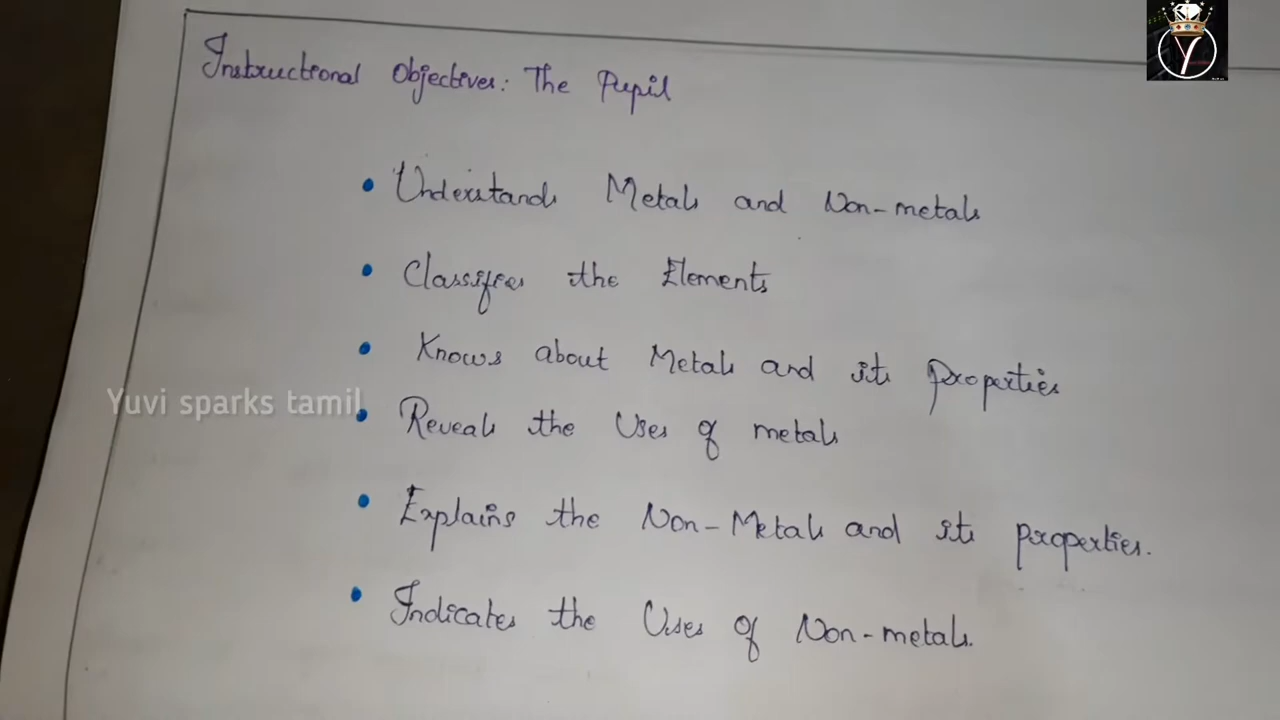 Instructional Objectives: The Pupil
• Understands Metals and Non-metals
• Classifies the Elements
• Knows about Metals and its properties
Yuvi sparks tamil
• Reveals the Uses of metals
• Explains the Non-Metals and its properties.
• Indicates the Uses of Non-metals.
Y